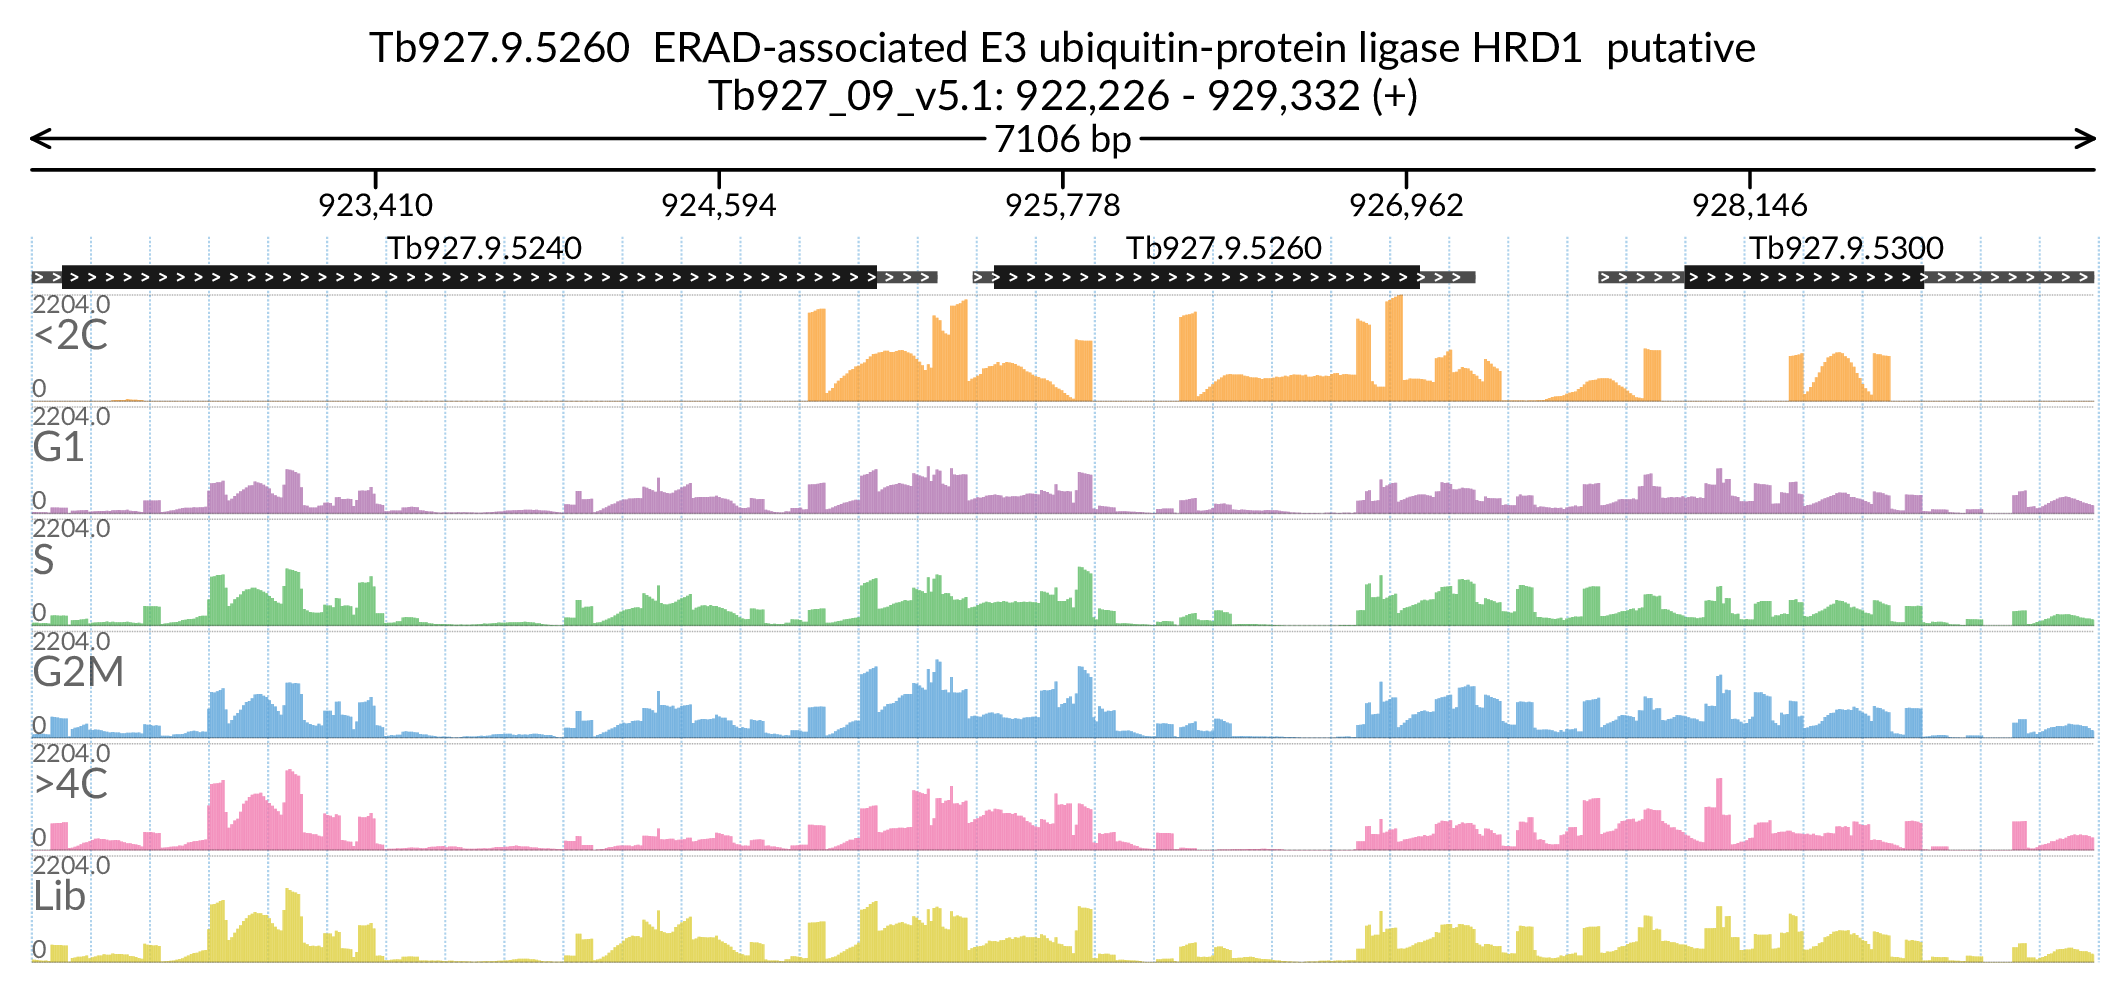 Tb927.9.5260  ERAD-associated E3 ubiquitin-protein ligase HRD1  putative
Tb927_09_v5.1: 922,226 - 929,332 (+)
7106 bp
923,410 924,594 925,778 926,962 928,146
Tb927.9.5240 Tb927.9.5260 Tb927.9.5300
2204.0
<2C
0
2204.0
G1
0
2204.0
S
0
2204.0
G2M
0
2204.0
>4C
0
2204.0
Lib
0